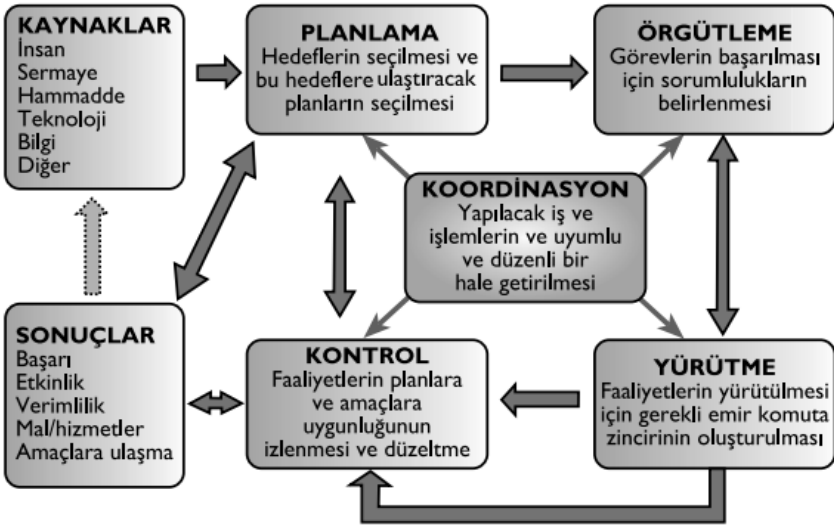 KAYNAKLAR
İnsan
Sermaye
Hammadde
Teknoloji
Bilgi
Diğer
PLANLAMA
Hedeflerin seçilmesi ve
bu hedeflere ulaştıracak
planların seçilmesi
ÖRGÜTLEME
Görevlerin başarılması
için sorumlulukların
belirlenmesi
KOORDİNASYON
Yapılacak iş ve
işlemlerin ve uyumlu
ve düzenli bir
hale getirilmesi
SONUÇLAR
Başarı
Etkinlik
Verimlilik
Mal/hizmetler
Amaçlara ulaşma
KONTROL
Faaliyetlerin planlara
ve amaçlara
uygunluğunun
izlenmesi ve düzeltme
YÜRÜTME
Faaliyetlerin yürütülmesi
için gerekli emir komuta
zincirinin oluşturulması